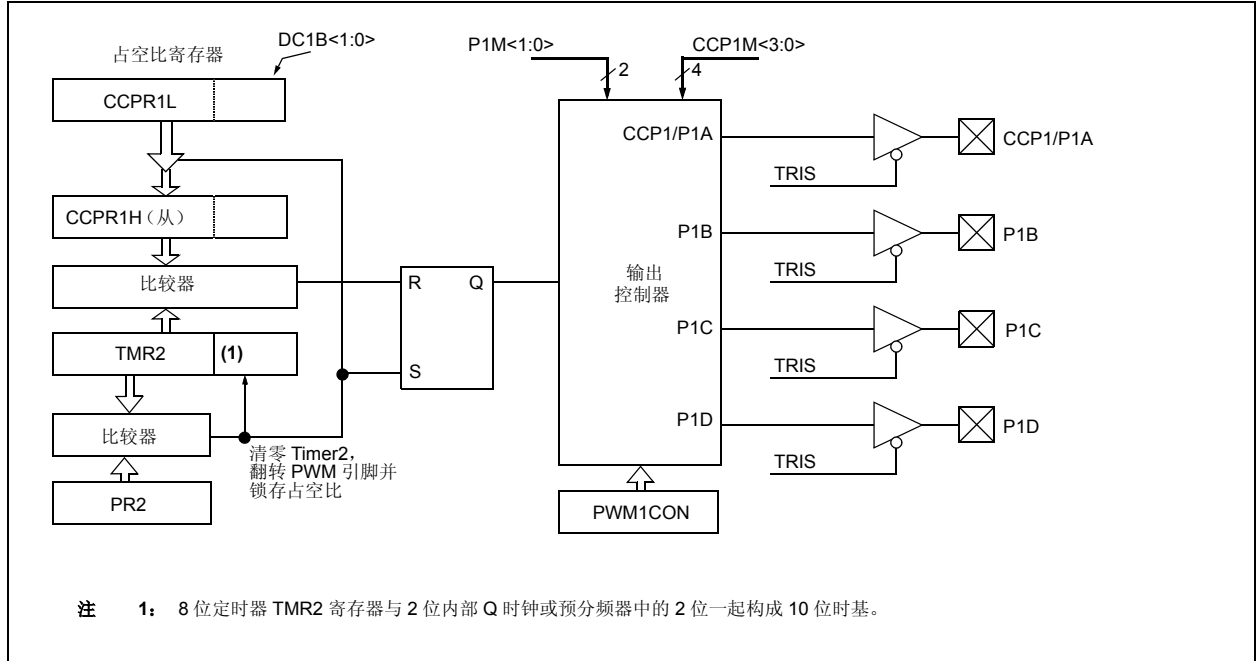 DC1B<1:0>
占空比寄存器
CCPR1L
CCPR1H（从）
比较器
TMR2
(1)
比较器
PR2
清零 Timer2，
翻转 PWM 引脚并
锁存占空比
R
Q
S
P1M<1:0>
2
CCP1M<3:0>
4
CCP1/P1A
P1B
输出
控制器
P1C
P1D
PWM1CON
TRIS
CCP1/P1A
TRIS
P1B
TRIS
P1C
TRIS
P1D
注 1： 8 位定时器 TMR2 寄存器与 2 位内部 Q 时钟或预分频器中的 2 位一起构成 10 位时基。